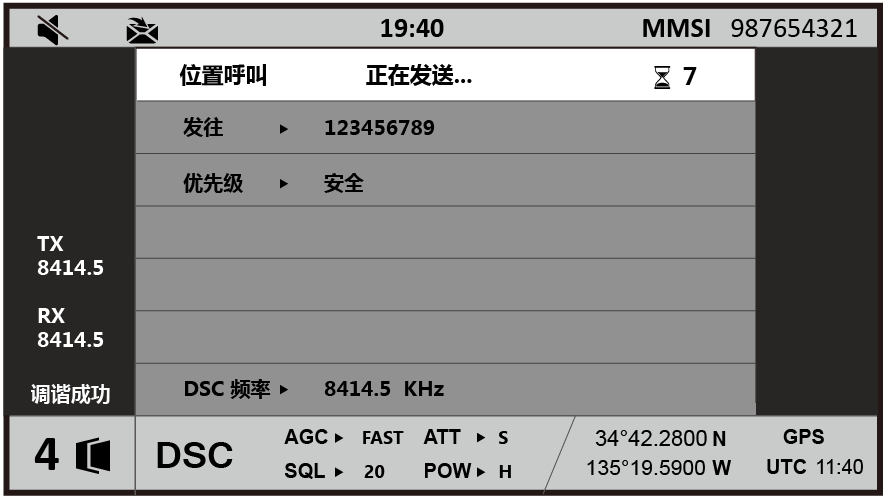 19:40 MMSI 987654321
位置呼叫 正在发送... 7
发往 123456789
优先级 安全
TX
8414.5
RX
8414.5
调谐成功
DSC 频率 8414.5 KHz
4 DSC
AGC FAST ATT S
SQL 20 POW H
34°42.2800 N GPS
135°19.5900 W UTC 11:40